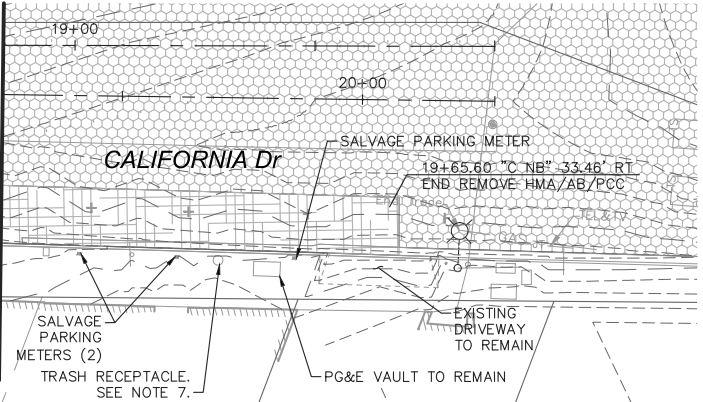 19+00
20+00
SALVAGE PARKING METER
CALIFORNIA Dr
19+65.60 "C NB" 33.46' RT
END REMOVE HMA/AB/PCC
TEL&TV
GAS
SALVAGE
PARKING
METERS (2)
EXISTING
DRIVEWAY
TO REMAIN
TRASH RECEPTACLE.
SEE NOTE 7.
PG&E VAULT TO REMAIN